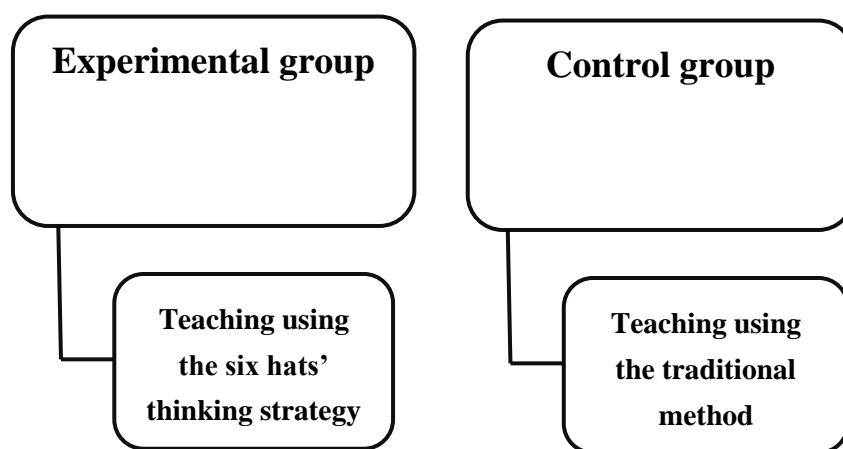 Experimental group
Control group
Teaching using
the six hats’
thinking strategy
Teaching using
the traditional
method